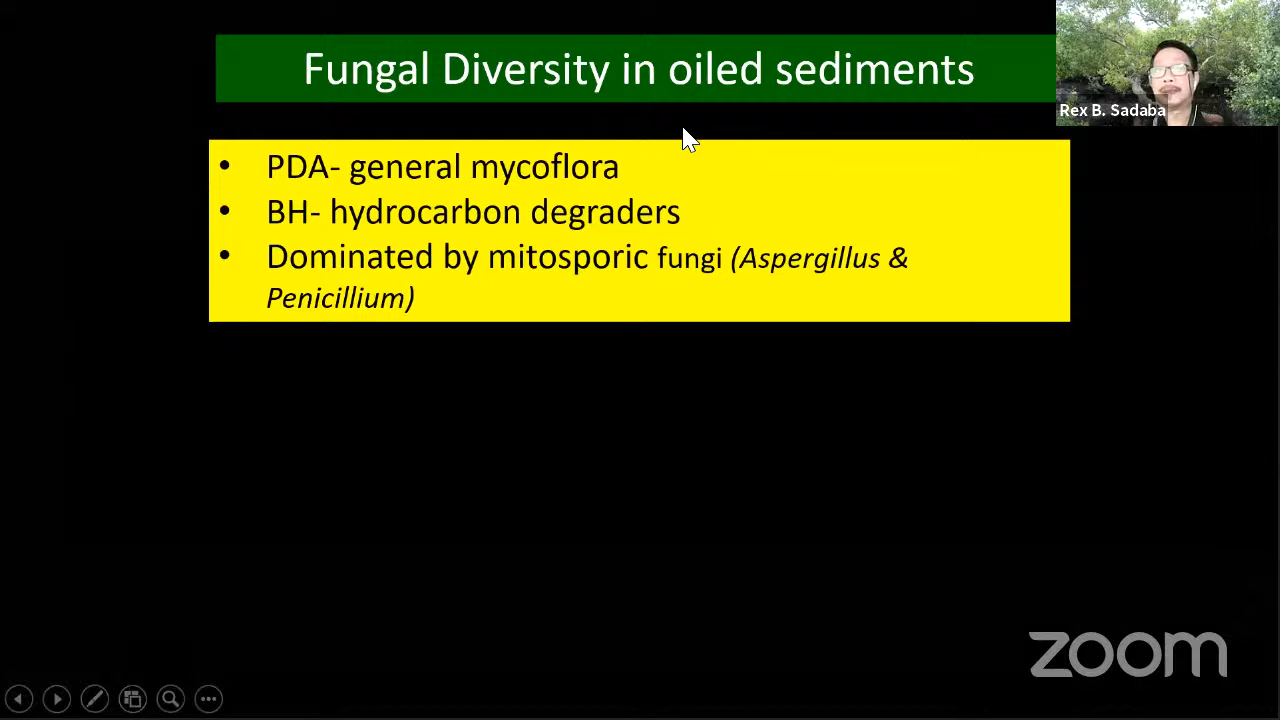 Fungal Diversity in oiled sediments
Rex B. Sadaba
• PDA- general mycoflora
• BH- hydrocarbon degraders
• Dominated by mitosporic fungi (Aspergillus &
Penicillium)
zoom